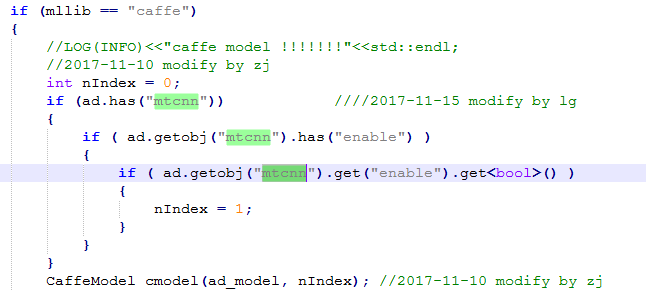 if (mllib == "caffe")
{
//LOG(INFO)<<"caffe model !!!!!!!"<<std::endl;
//2017-11-10 modify by zj
int nIndex = 0;
if (ad.has("mtcnn")) ////2017-11-15 modify by lg
{
if ( ad.getobj("mtcnn").has("enable") )
{
if ( ad.getobj("mtcnn").get("enable").get<bool>() )
{
nIndex = 1;
}
}
}
CaffeModel cmodel(ad_model, nIndex); //2017-11-10 modify by zj